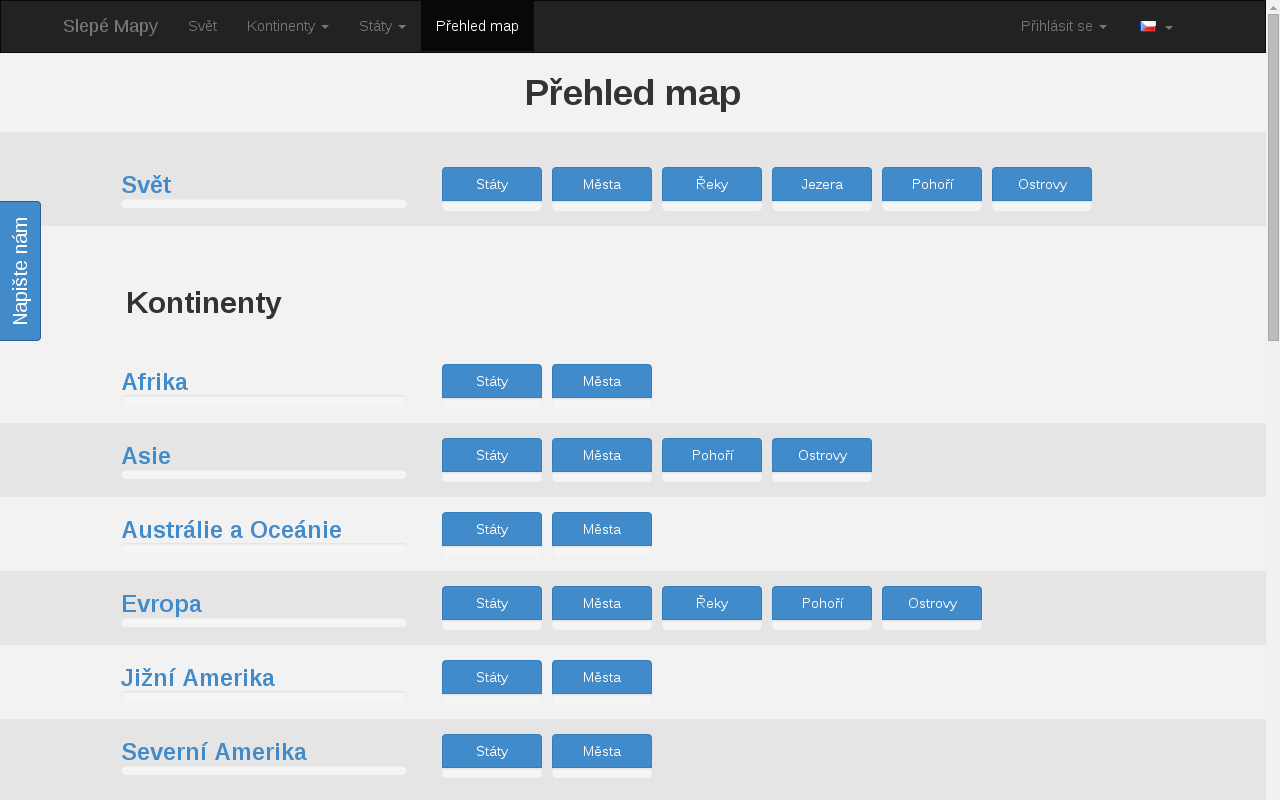 Slepé Mapy Svět Kontinenty Státy Přehled map ... Přihlásit se
Přehled map
Svět Státy Města Řeky Jezera Pohoří Ostrovy
Napište nám
Kontinenty
Afrika Státy Města
Asie Státy Města Pohoří Ostrovy
Austrálie a Oceánie Státy Města
Evropa Státy Města Řeky Pohoří Ostrovy
Jižní Amerika Státy Města
Severní Amerika Státy Města